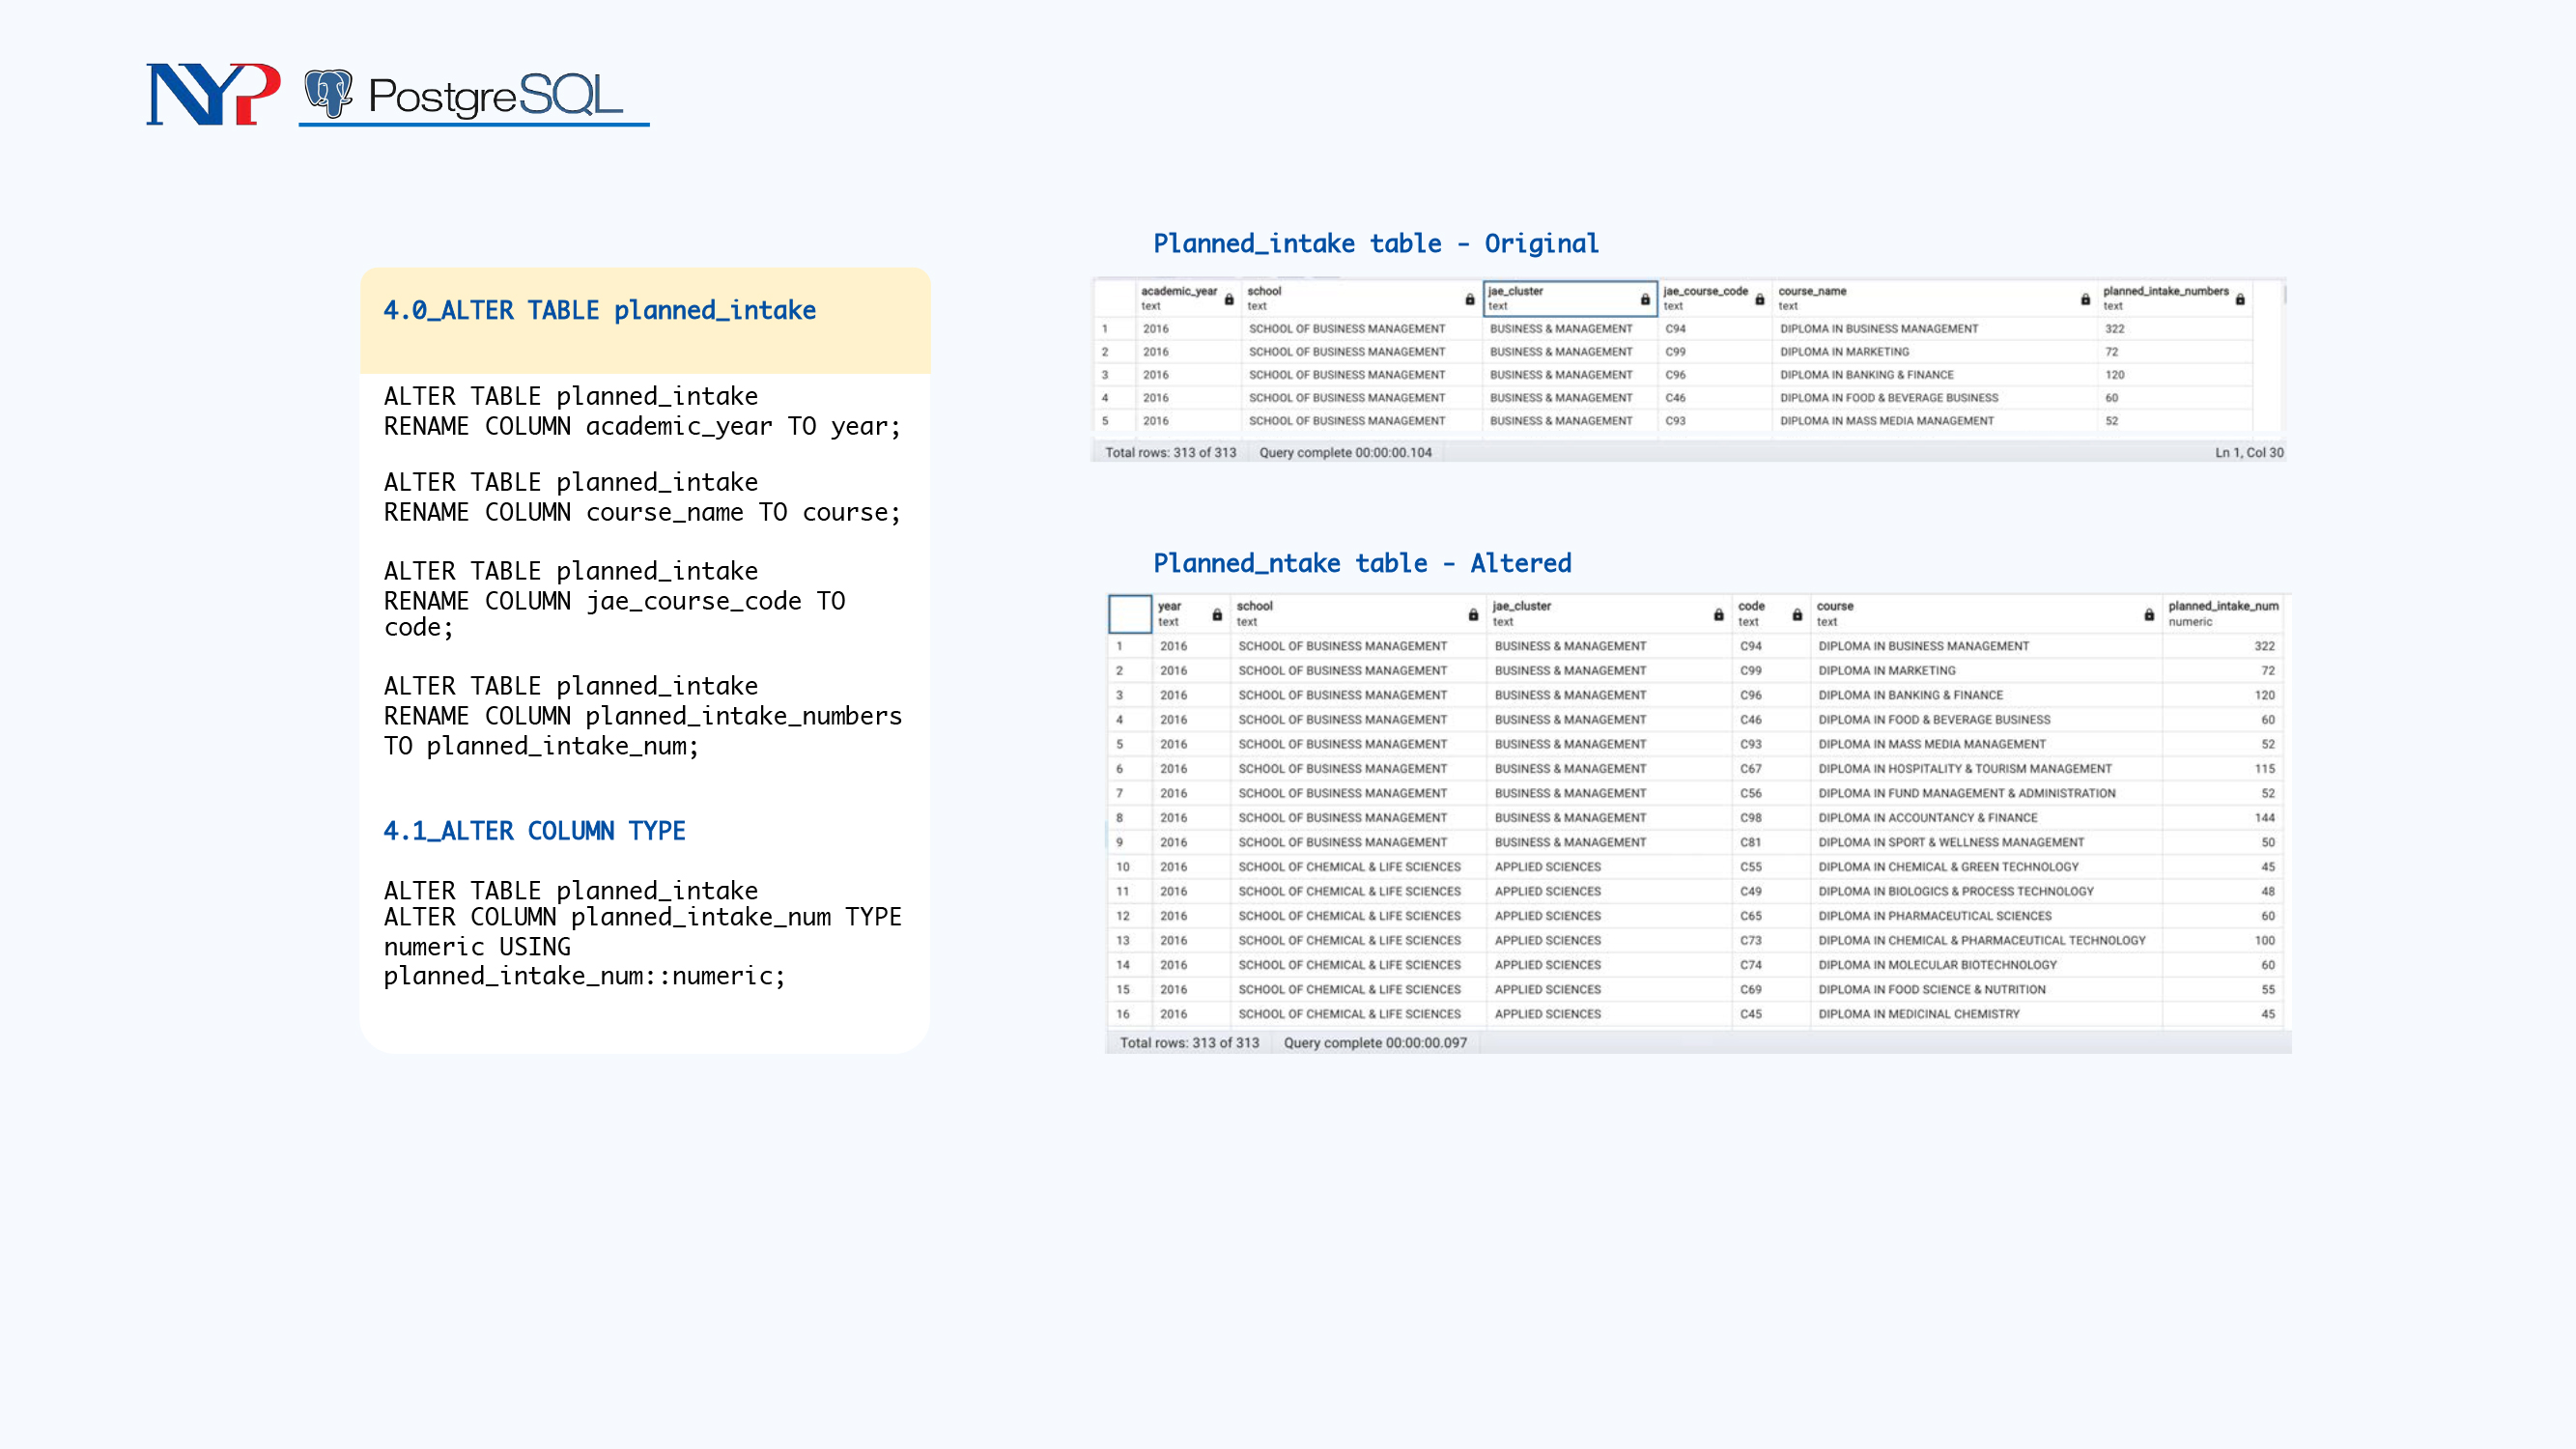 NYP PostgreSQL
4.0_ALTER TABLE planned_intake
ALTER TABLE planned_intake
RENAME COLUMN academic_year TO year;
ALTER TABLE planned_intake
RENAME COLUMN course_name TO course;
ALTER TABLE planned_intake
RENAME COLUMN jae_course_code TO
code;
ALTER TABLE planned_intake
RENAME COLUMN planned_intake_numbers
TO planned_intake_num;
4.1_ALTER COLUMN TYPE
ALTER TABLE planned_intake
ALTER COLUMN planned_intake_num TYPE
numeric USING
planned_intake_num::numeric;
Planned_intake table - Original
academic_year school jae_cluster jae_course_code course_name planned_intake_numbers
text text text text text text
1 2016 SCHOOL OF BUSINESS MANAGEMENT BUSINESS & MANAGEMENT C94 DIPLOMA IN BUSINESS MANAGEMENT 322
2 2016 SCHOOL OF BUSINESS MANAGEMENT BUSINESS & MANAGEMENT C99 DIPLOMA IN MARKETING 72
3 2016 SCHOOL OF BUSINESS MANAGEMENT BUSINESS & MANAGEMENT C96 DIPLOMA IN BANKING & FINANCE 120
4 2016 SCHOOL OF BUSINESS MANAGEMENT BUSINESS & MANAGEMENT C46 DIPLOMA IN FOOD & BEVERAGE BUSINESS 60
5 2016 SCHOOL OF BUSINESS MANAGEMENT BUSINESS & MANAGEMENT C93 DIPLOMA IN MASS MEDIA MANAGEMENT 52
Total rows: 313 of 313 Query complete 00:00:00.104 Ln 1, Col 30
Planned_ntake table - Altered
year school jae_cluster code course planned_intake_num
text text text text text numeric
1 2016 SCHOOL OF BUSINESS MANAGEMENT BUSINESS & MANAGEMENT C94 DIPLOMA IN BUSINESS MANAGEMENT 322
2 2016 SCHOOL OF BUSINESS MANAGEMENT BUSINESS & MANAGEMENT C99 DIPLOMA IN MARKETING 72
3 2016 SCHOOL OF BUSINESS MANAGEMENT BUSINESS & MANAGEMENT C96 DIPLOMA IN BANKING & FINANCE 120
4 2016 SCHOOL OF BUSINESS MANAGEMENT BUSINESS & MANAGEMENT C46 DIPLOMA IN FOOD & BEVERAGE BUSINESS 60
5 2016 SCHOOL OF BUSINESS MANAGEMENT BUSINESS & MANAGEMENT C93 DIPLOMA IN MASS MEDIA MANAGEMENT 52
6 2016 SCHOOL OF BUSINESS MANAGEMENT BUSINESS & MANAGEMENT C67 DIPLOMA IN HOSPITALITY & TOURISM MANAGEMENT 115
7 2016 SCHOOL OF BUSINESS MANAGEMENT BUSINESS & MANAGEMENT C56 DIPLOMA IN FUND MANAGEMENT & ADMINISTRATION 52
8 2016 SCHOOL OF BUSINESS MANAGEMENT BUSINESS & MANAGEMENT C98 DIPLOMA IN ACCOUNTANCY & FINANCE 144
9 2016 SCHOOL OF BUSINESS MANAGEMENT BUSINESS & MANAGEMENT C81 DIPLOMA IN SPORT & WELLNESS MANAGEMENT 50
10 2016 SCHOOL OF CHEMICAL & LIFE SCIENCES APPLIED SCIENCES C55 DIPLOMA IN CHEMICAL & GREEN TECHNOLOGY 45
11 2016 SCHOOL OF CHEMICAL & LIFE SCIENCES APPLIED SCIENCES C49 DIPLOMA IN BIOLOGICS & PROCESS TECHNOLOGY 48
12 2016 SCHOOL OF CHEMICAL & LIFE SCIENCES APPLIED SCIENCES C65 DIPLOMA IN PHARMACEUTICAL SCIENCES 60
13 2016 SCHOOL OF CHEMICAL & LIFE SCIENCES APPLIED SCIENCES C73 DIPLOMA IN CHEMICAL & PHARMACEUTICAL TECHNOLOGY 100
14 2016 SCHOOL OF CHEMICAL & LIFE SCIENCES APPLIED SCIENCES C74 DIPLOMA IN MOLECULAR BIOTECHNOLOGY 60
15 2016 SCHOOL OF CHEMICAL & LIFE SCIENCES APPLIED SCIENCES C69 DIPLOMA IN FOOD SCIENCE & NUTRITION 55
16 2016 SCHOOL OF CHEMICAL & LIFE SCIENCES APPLIED SCIENCES C45 DIPLOMA IN MEDICINAL CHEMISTRY 45
Total rows: 313 of 313 Query complete 00:00:00.097